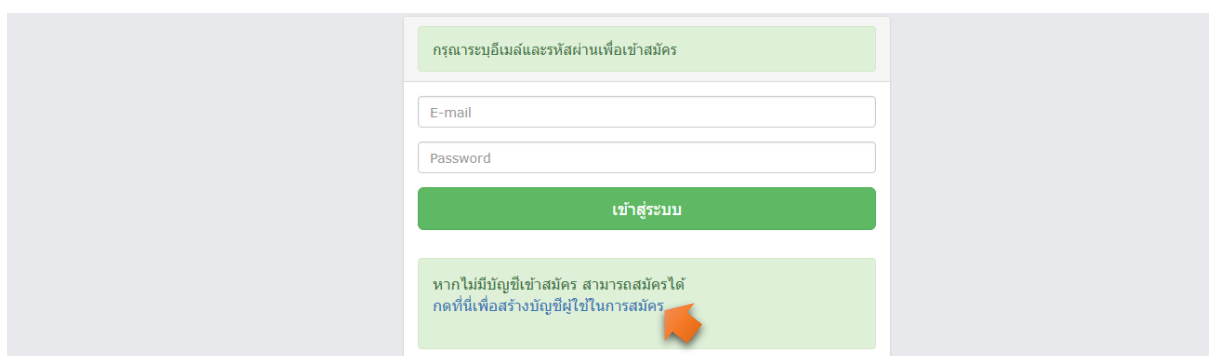 กรุณาระบุอีเมล์และรหัสผ่านเพื่อเข้าสมัคร
E-mail
Password
เข้าสู่ระบบ
หากไม่มีบัญชีเข้าสมัคร สามารถสมัครได้
กดที่นี่เพื่อสร้างบัญชีผู้ใช้ในการสมัคร